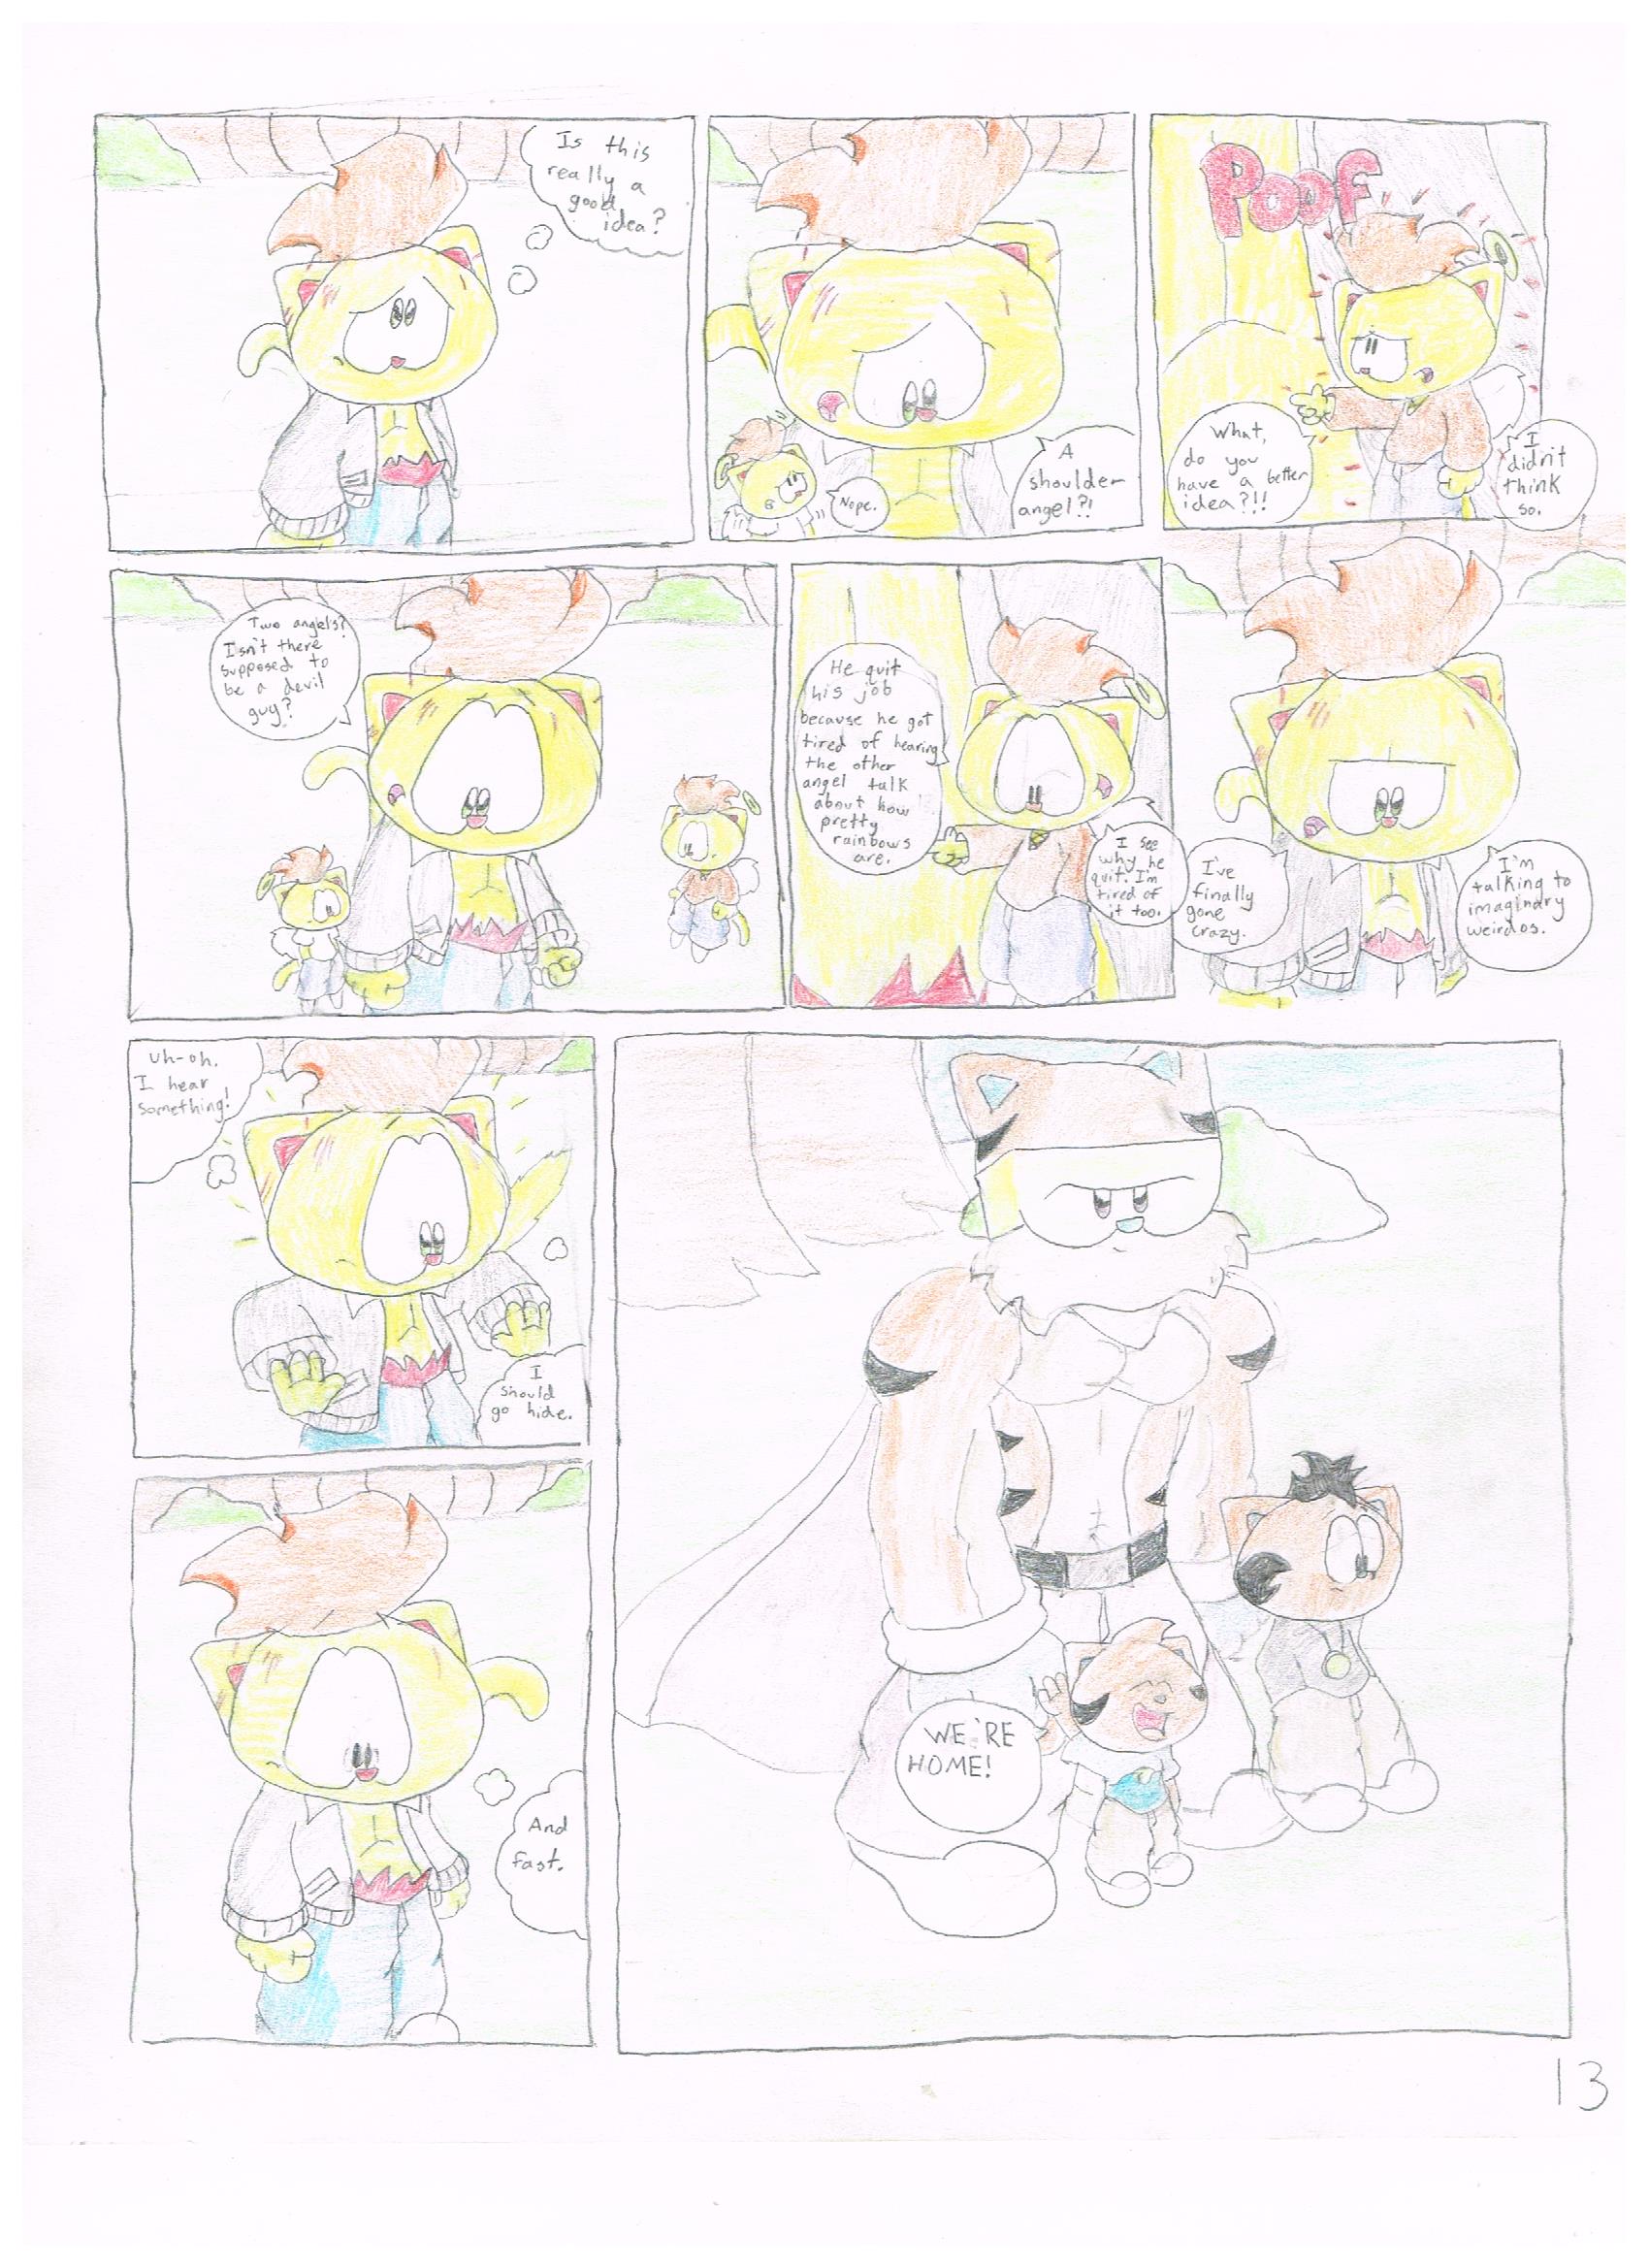 Is this
really a
good
idea?
Nope.
A
shoulder
angel?!
POOF
What,
do you
have a better
idea?!!
I
didn't
think
so.
Two angels?
Isn't there
supposed to
be a devil
guy?
He quit
his job
because he got
tired of hearing
the other
angel talk
about how
pretty
rainbows
are.
I see
why he
quit. I'm
tired of
it too.
I've
finally
gone
crazy.
I'm
talking to
imaginary
weirdos.
Uh-oh.
I hear
something!
I
should
go hide.
And
fast.
WE'RE
HOME!
13